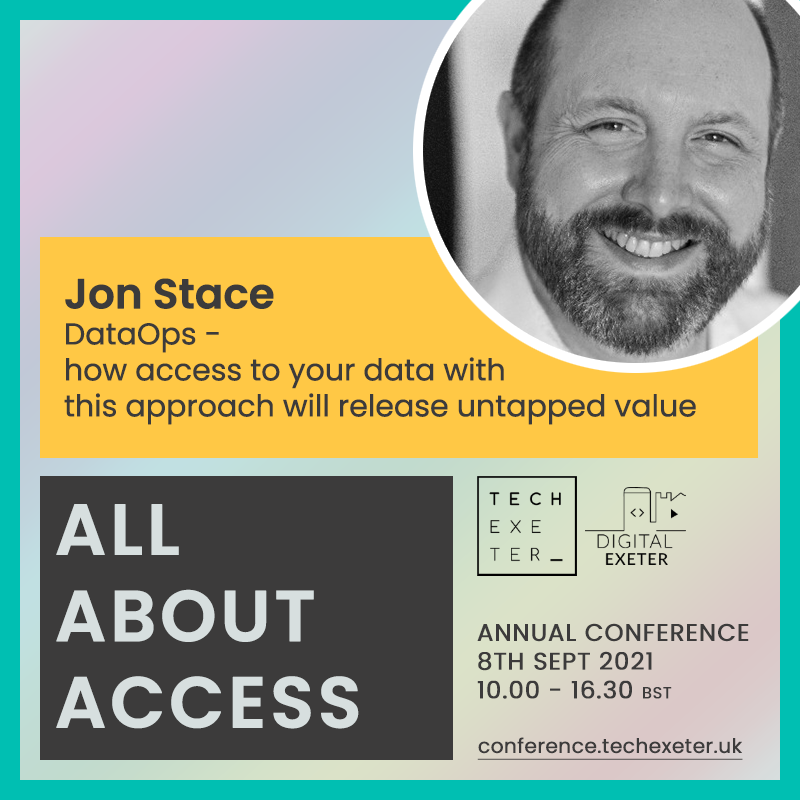 Jon Stace
DataOps -
how access to your data with
this approach will release untapped value
ALL
ABOUT
ACCESS
TECH
EXE
TER_
DIGITAL
EXETER
ANNUAL CONFERENCE
8TH SEPT 2021
10.00 - 16.30 BST
conference.techexeter.uk